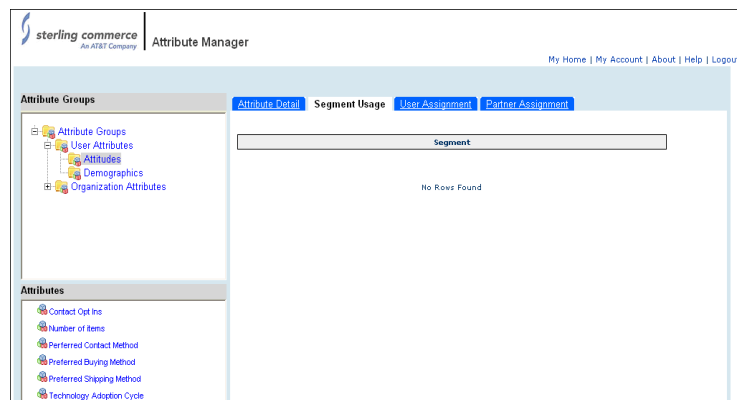 sterling commerce
An AT&T Company
Attribute Manager
My Home | My Account | About | Help | Logout
Attribute Groups
Attribute Detail Segment Usage User Assignment Partner Assignment
Attribute Groups
User Attributes
Attitudes
Demographics
Organization Attributes
Segment
No Rows Found
Attributes
Contact Opt Ins
Number of items
Perferred Contact Method
Preferred Buying Method
Preferred Shipping Method
Technology Adoption Cycle